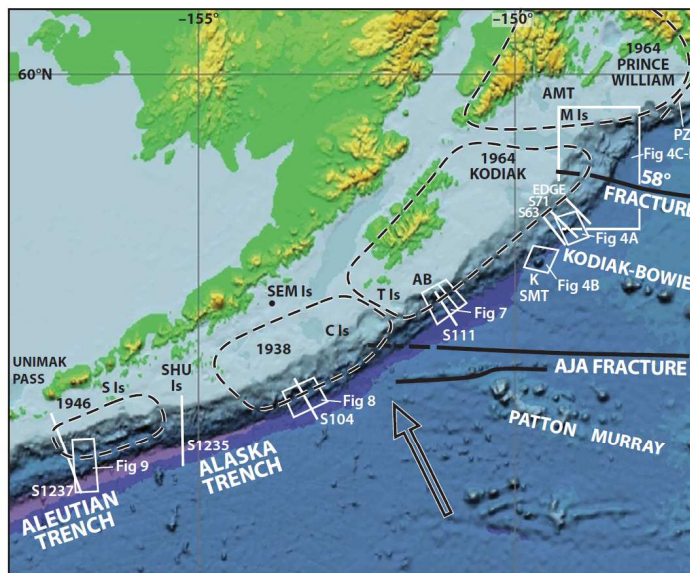 –155°
–150°
1964
PRINCE
WILLIAM
60°N
AMT
M Is
PZ
1964
KODIAK
Fig 4C-
58°
EDGE
S71
S63
FRACTURE
Fig 4A
KODIAK-BOWIE
K
SMT
Fig 4B
SEM Is
T Is
AB
Fig 7
S111
C Is
1938
UNIMAK
PASS
S Is
SHU
Is
AJA FRACTURE
1946
Fig 8
S104
PATTON MURRAY
S1235
ALASKA
TRENCH
Fig 9
S1237
ALEUTIAN
TRENCH